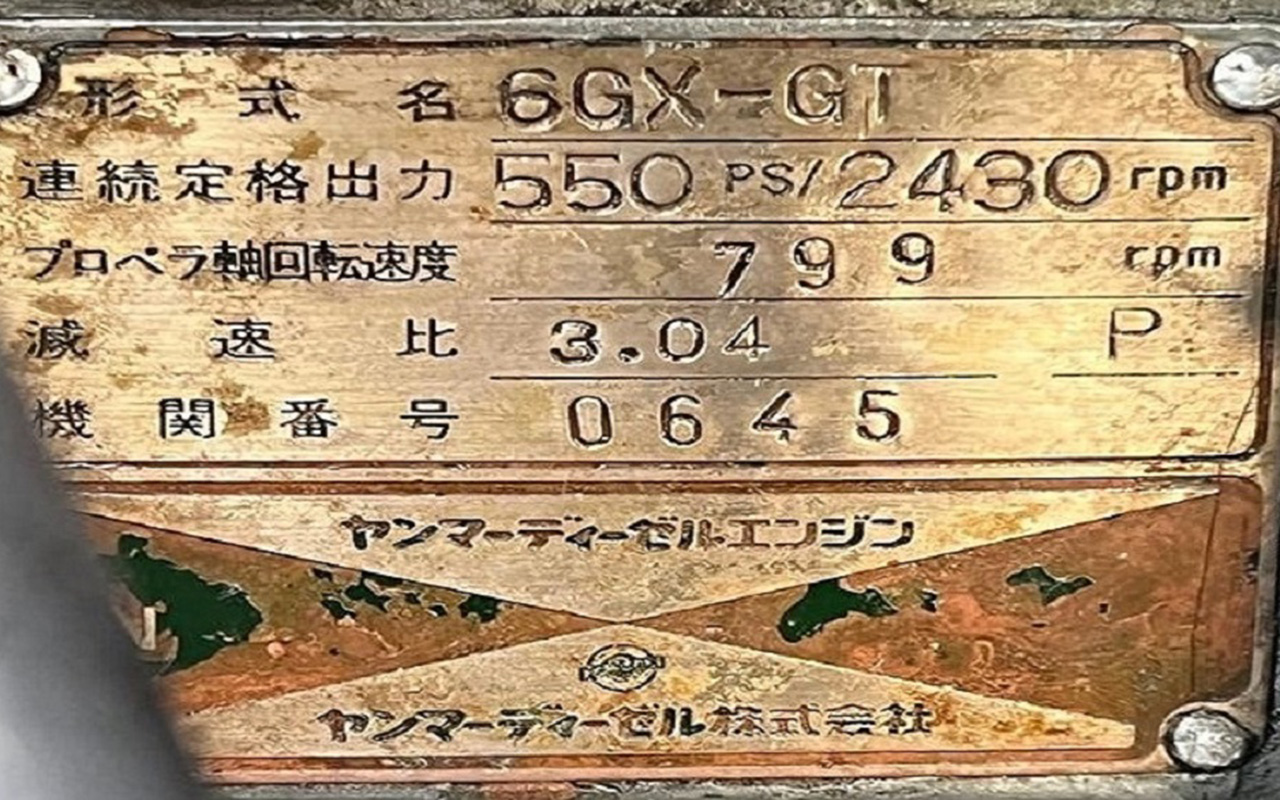 形式名 6GX-GT
連続定格出力 550 PS/2430 rpm
プロペラ軸回転速度 799 rpm
減速比 3.04 P
機関番号 0645
ヤンマーディーゼルエンジン
ヤンマーディーゼル株式会社